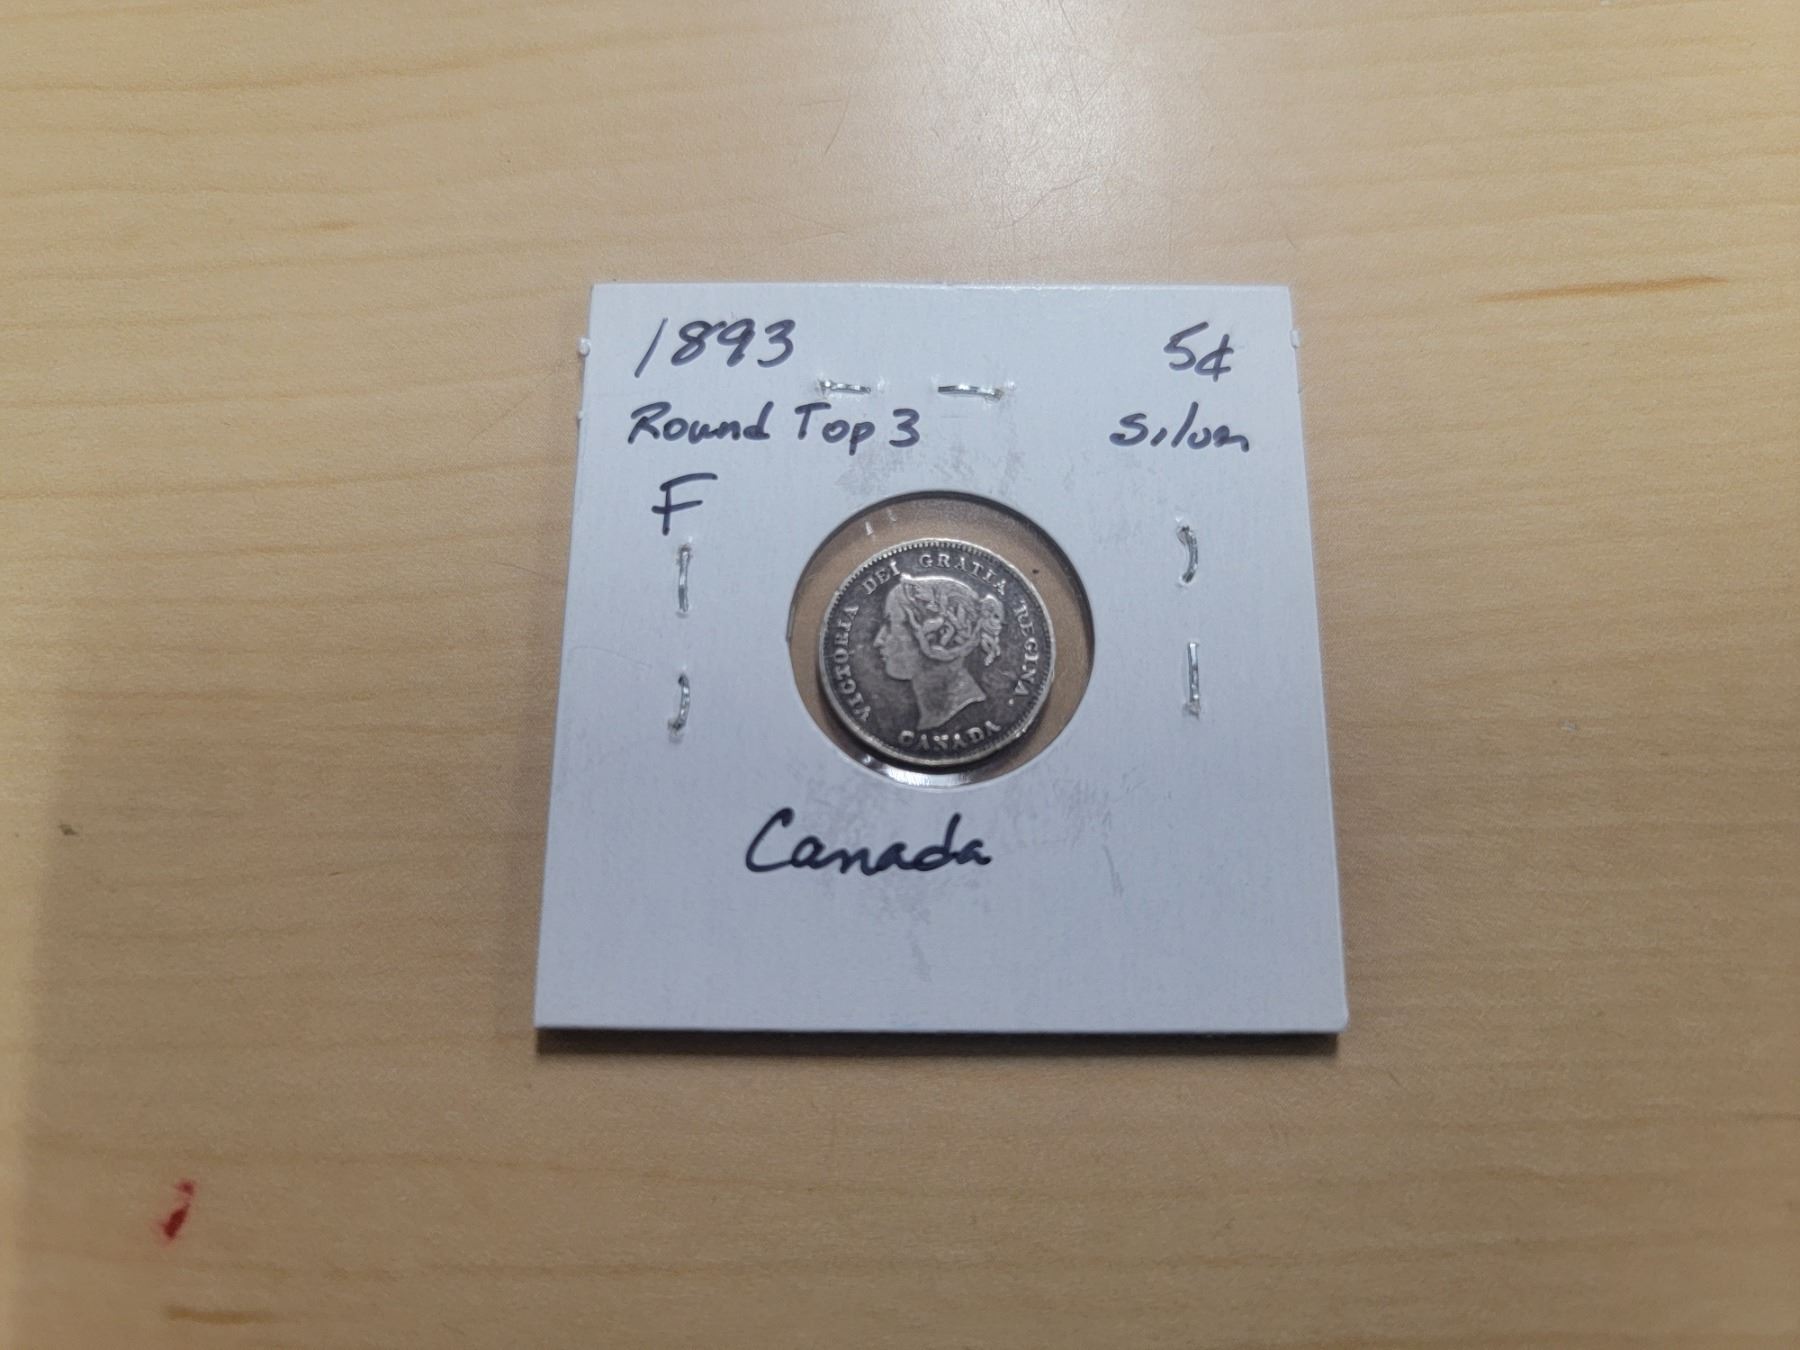 1893 5¢
Round Top 3 Silver
F
VICTORIA DEI GRATIA REGINA.
CANADA
Canada